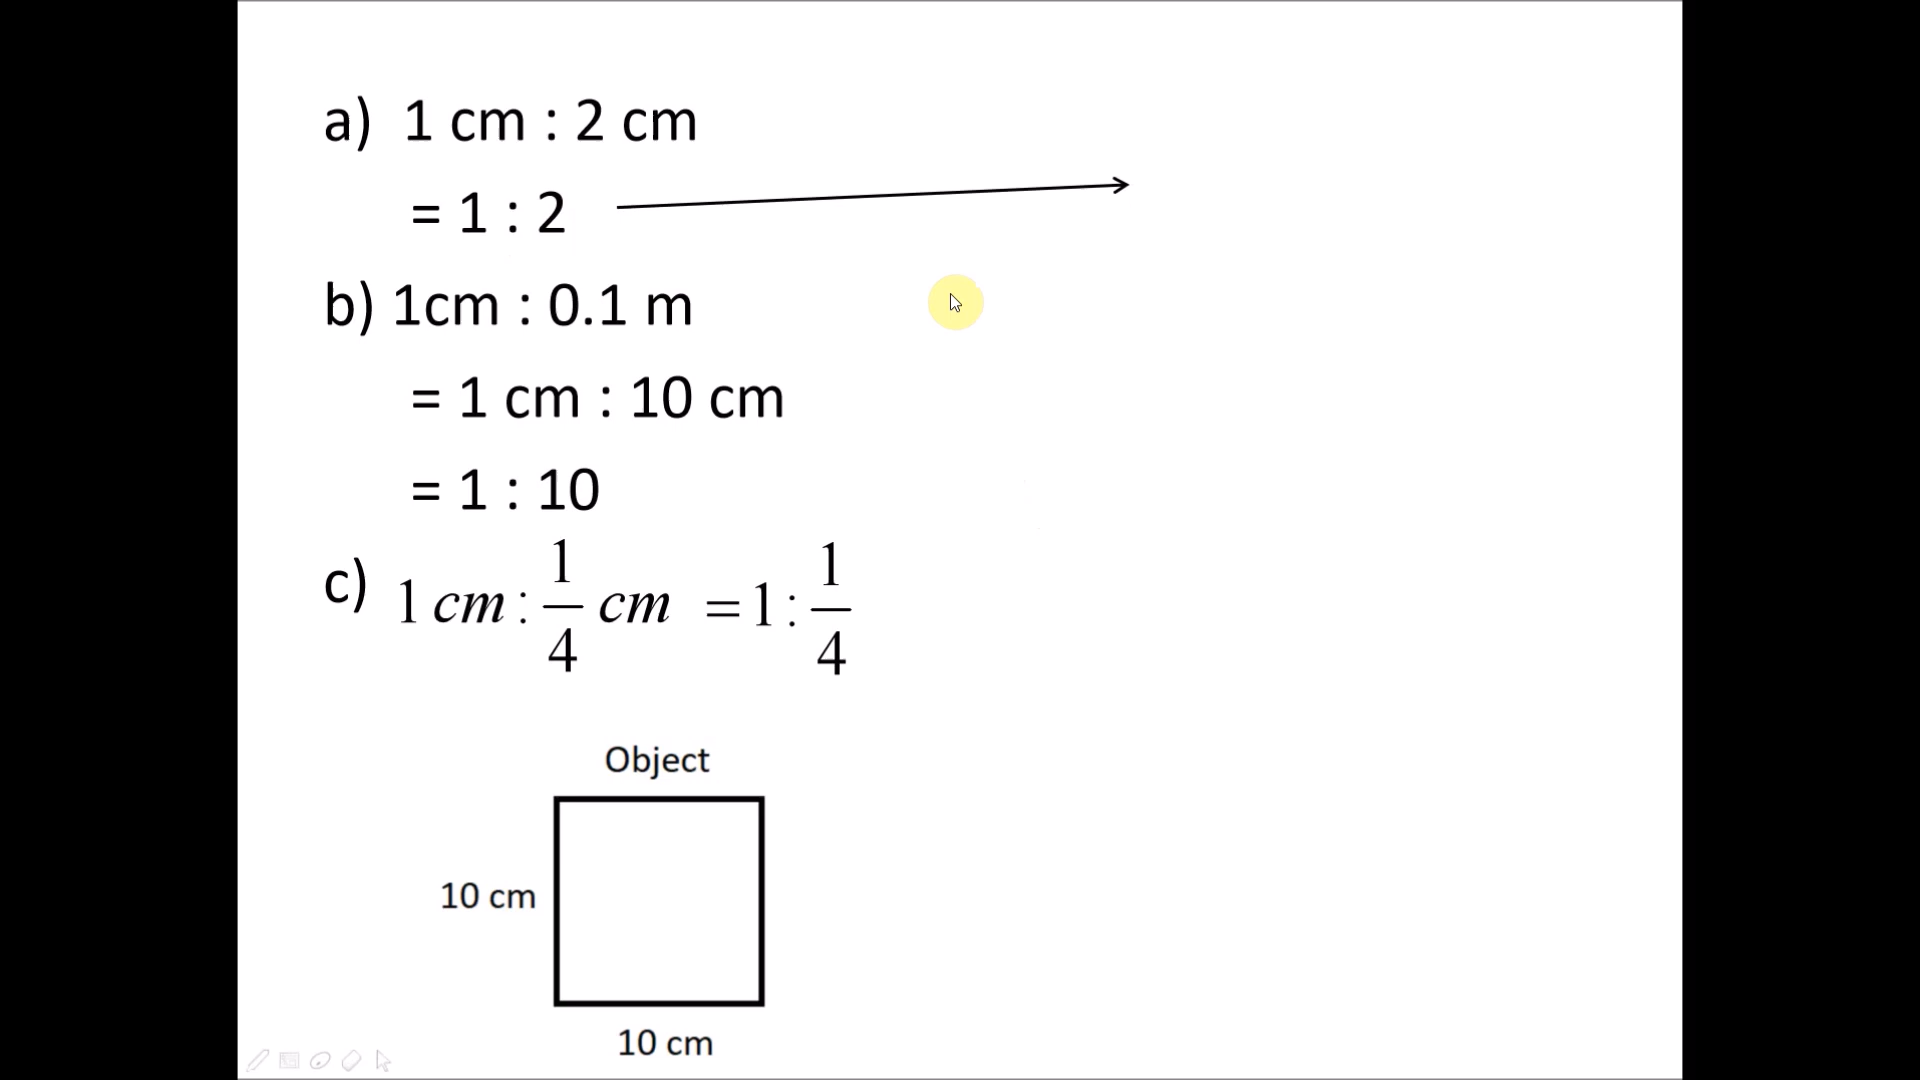 a) 1 cm : 2 cm
= 1 : 2
b) 1cm : 0.1 m
= 1 cm : 10 cm
= 1 : 10
c) 1 cm : 1/4 cm = 1 : 1/4
Object
10 cm
10 cm